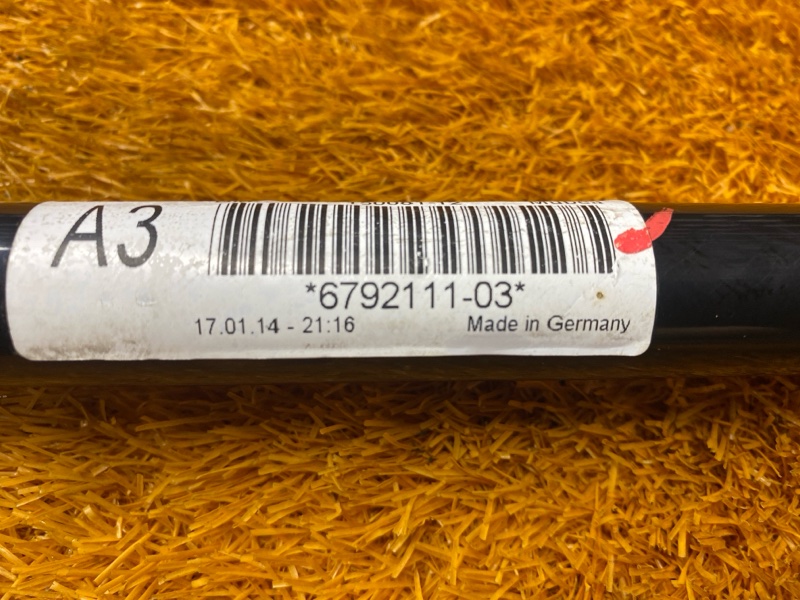 A3
*6792111-03*
17.01.14 - 21:16
Made in Germany